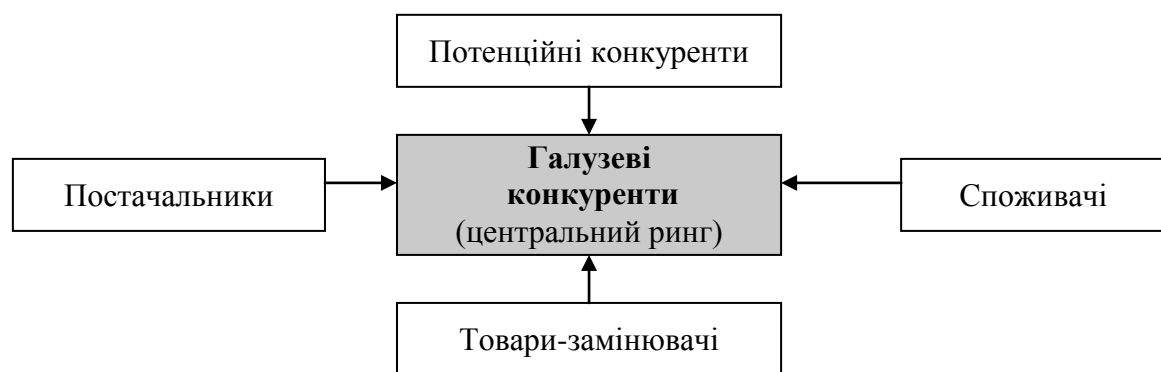 Потенційні конкуренти
Галузеві
конкуренти
(центральний ринг)
Постачальники
Споживачі
Товари-замінювачі